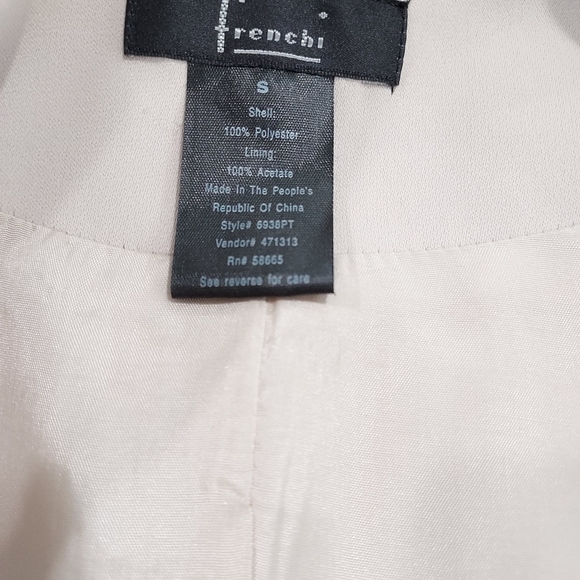 frenchi
S
Shell:
100% Polyester
Lining:
100% Acetate
Made In The People's
Republic Of China
Style# 6938PT
Vendor# 471313
Rn# 58665
See reverse for care